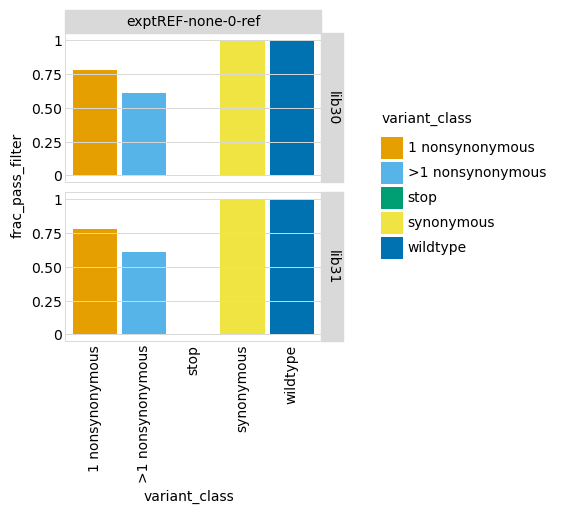 exptREF-none-0-ref
frac_pass_filter
1
0.75
0.50
0.25
0
lib30
1
0.75
0.50
0.25
0
lib31
1 nonsynonymous
>1 nonsynonymous
stop
synonymous
wildtype
variant_class
variant_class
1 nonsynonymous
>1 nonsynonymous
stop
synonymous
wildtype